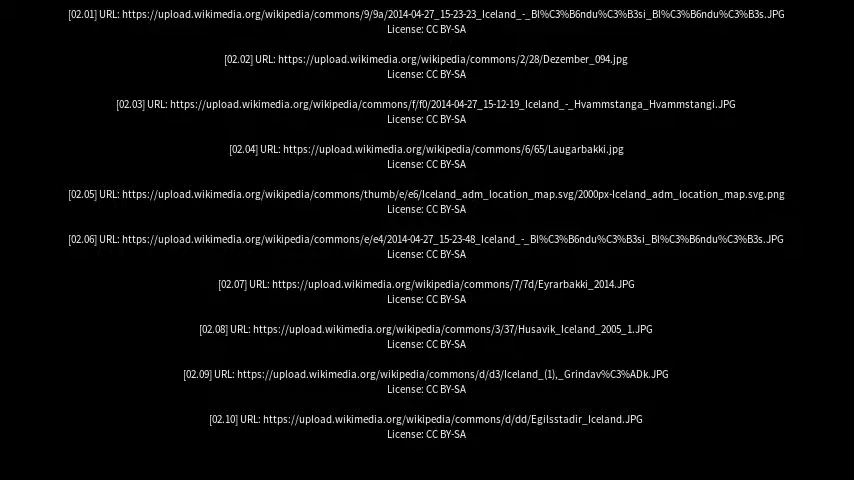 [02.01] URL: https://upload.wikimedia.org/wikipedia/commons/9/9a/2014-04-27_15-23-23_Iceland_-_Bl%C3%B6ndu%C3%B3si_Bl%C3%B6ndu%C3%B3s.JPG
License: CC BY-SA
[02.02] URL: https://upload.wikimedia.org/wikipedia/commons/2/28/Dezember_094.jpg
License: CC BY-SA
[02.03] URL: https://upload.wikimedia.org/wikipedia/commons/f/f0/2014-04-27_15-12-19_Iceland_-_Hvammstanga_Hvammstangi.JPG
License: CC BY-SA
[02.04] URL: https://upload.wikimedia.org/wikipedia/commons/6/65/Laugarbakki.jpg
License: CC BY-SA
[02.05] URL: https://upload.wikimedia.org/wikipedia/commons/thumb/e/e6/Iceland_adm_location_map.svg/2000px-Iceland_adm_location_map.svg.png
License: CC BY-SA
[02.06] URL: https://upload.wikimedia.org/wikipedia/commons/e/e4/2014-04-27_15-23-48_Iceland_-_Bl%C3%B6ndu%C3%B3si_Bl%C3%B6ndu%C3%B3s.JPG
License: CC BY-SA
[02.07] URL: https://upload.wikimedia.org/wikipedia/commons/7/7d/Eyrarbakki_2014.JPG
License: CC BY-SA
[02.08] URL: https://upload.wikimedia.org/wikipedia/commons/3/37/Husavik_Iceland_2005_1.JPG
License: CC BY-SA
[02.09] URL: https://upload.wikimedia.org/wikipedia/commons/d/d3/Iceland_(1),_Grindav%C3%ADk.JPG
License: CC BY-SA
[02.10] URL: https://upload.wikimedia.org/wikipedia/commons/d/dd/Egilsstadir_Iceland.JPG
License: CC BY-SA